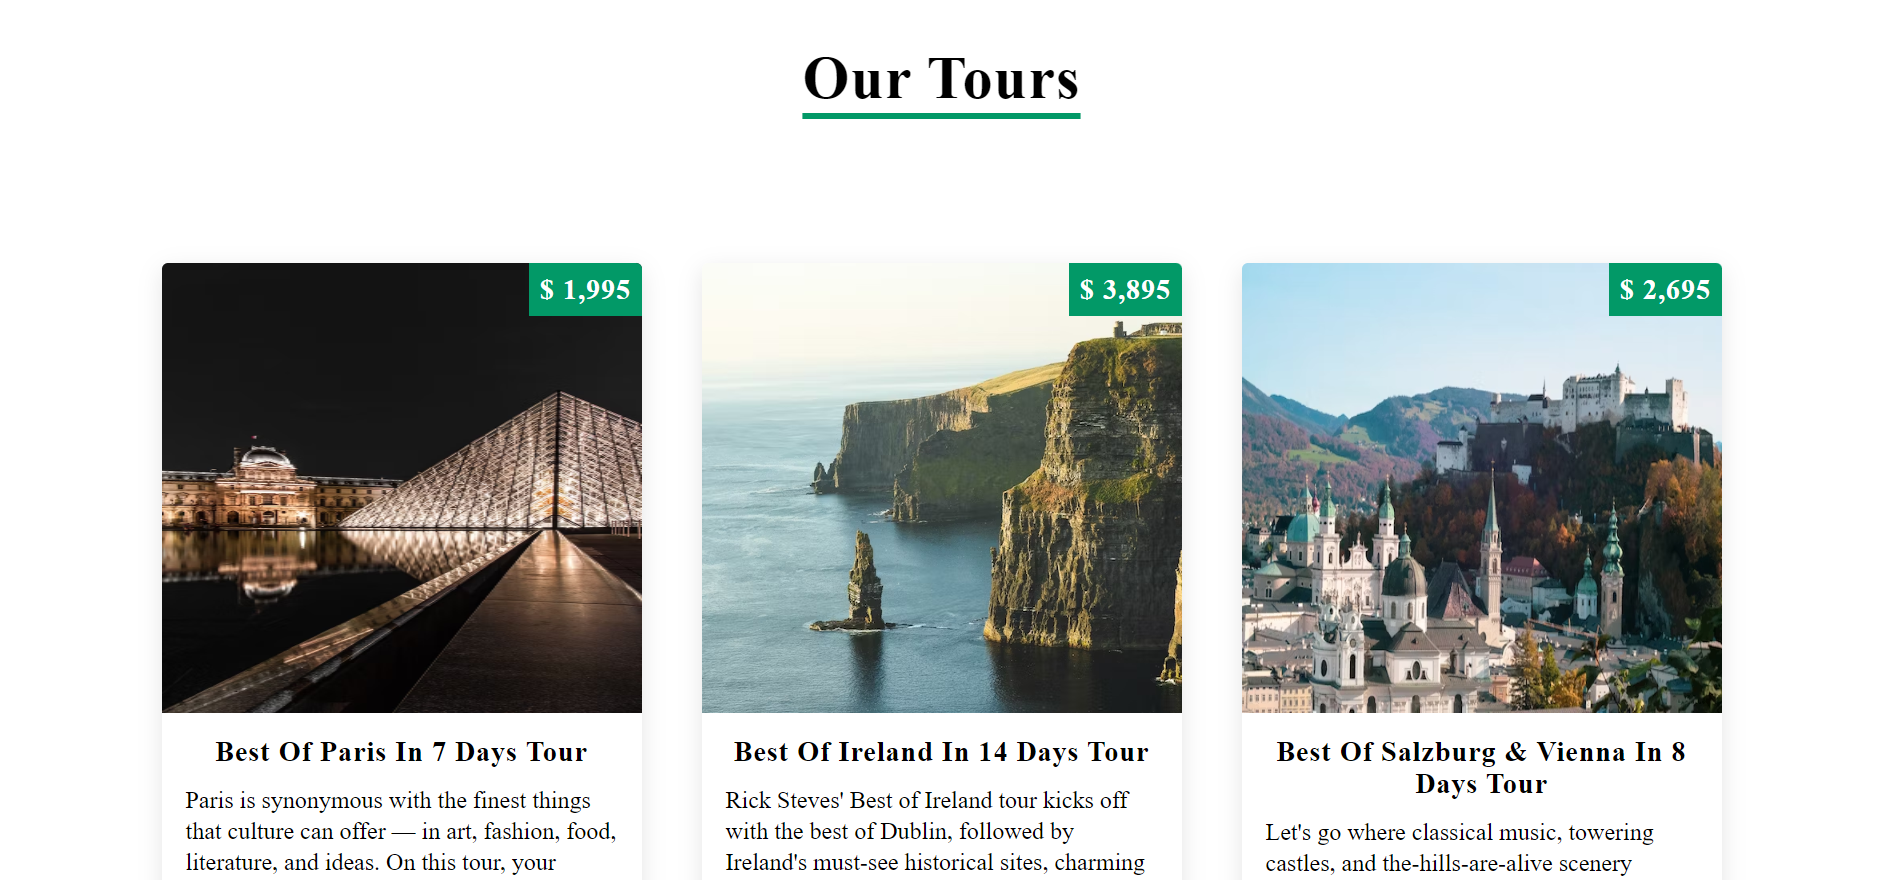 Our Tours
$ 1,995
$ 3,895
$ 2,695
Best Of Paris In 7 Days Tour
Paris is synonymous with the finest things
that culture can offer — in art, fashion, food,
literature, and ideas. On this tour, your
Best Of Ireland In 14 Days Tour
Rick Steves' Best of Ireland tour kicks off
with the best of Dublin, followed by
Ireland's must-see historical sites, charming
Best Of Salzburg & Vienna In 8
Days Tour
Let's go where classical music, towering
castles, and the-hills-are-alive scenery